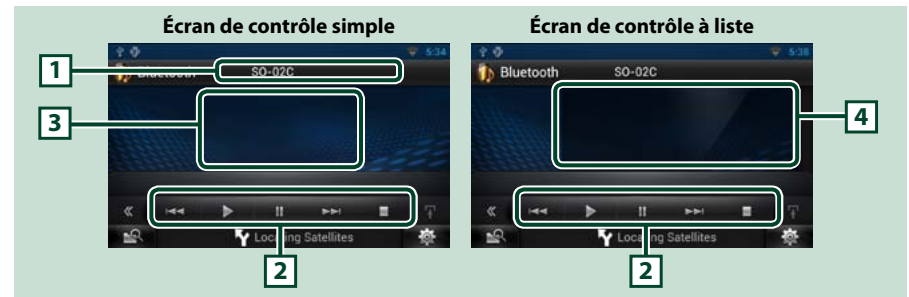 Écran de contrôle simple
Écran de contrôle à liste
5:34
5:38
1
Bluetooth
SO-02C
Bluetooth
SO-02C
3
4
Locating Satellites
Locating Satellites
2
2